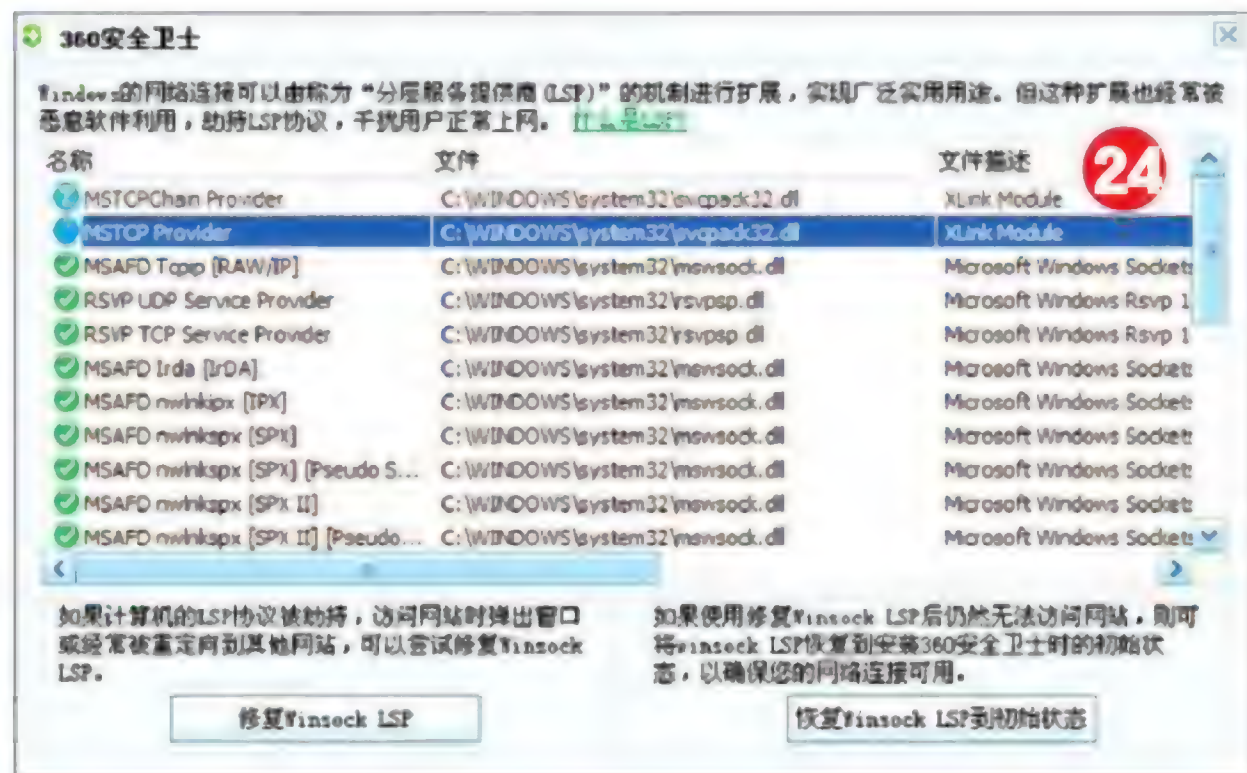 360安全卫士
Windows的网络连接可以由称为“分层服务提供商(LSP)”的机制进行扩展，实现广泛实用用途。但这种扩展也经常被
恶意软件利用，劫持LSP协议，干扰用户正常上网。 什么是LSP?
名称 文件 文件描述 24
MSTCPChain Provider C:\WINDOWS\system32\svcpack32.dll XLink Module
MSTCP Provider C:\WINDOWS\system32\svcpack32.dll XLink Module
MSAFD Tcpip [RAW/IP] C:\WINDOWS\system32\mswsock.dll Microsoft Windows Sockets
RSVP UDP Service Provider C:\WINDOWS\system32\rsvpsp.dll Microsoft Windows Rsvp 1
RSVP TCP Service Provider C:\WINDOWS\system32\rsvpsp.dll Microsoft Windows Rsvp 1
MSAFD Irda [IrDA] C:\WINDOWS\system32\mswsock.dll Microsoft Windows Sockets
MSAFD nwlnkipx [IPX] C:\WINDOWS\system32\mswsock.dll Microsoft Windows Sockets
MSAFD nwlnkspx [SPX] C:\WINDOWS\system32\mswsock.dll Microsoft Windows Sockets
MSAFD nwlnkspx [SPX] [Pseudo S... C:\WINDOWS\system32\mswsock.dll Microsoft Windows Sockets
MSAFD nwlnkspx [SPX II] C:\WINDOWS\system32\mswsock.dll Microsoft Windows Sockets
MSAFD nwlnkspx [SPX II] [Pseudo... C:\WINDOWS\system32\mswsock.dll Microsoft Windows Sockets
如果计算机的LSP协议被劫持，访问网站时弹出窗口
或经常被重定向到其他网站，可以尝试修复Winsock
LSP。
如果使用修复Winsock LSP后仍然无法访问网站，则可
将winsock LSP恢复到安装360安全卫士时的初始状
态，以确保您的网络连接可用。
修复Winsock LSP
恢复Winsock LSP到初始状态